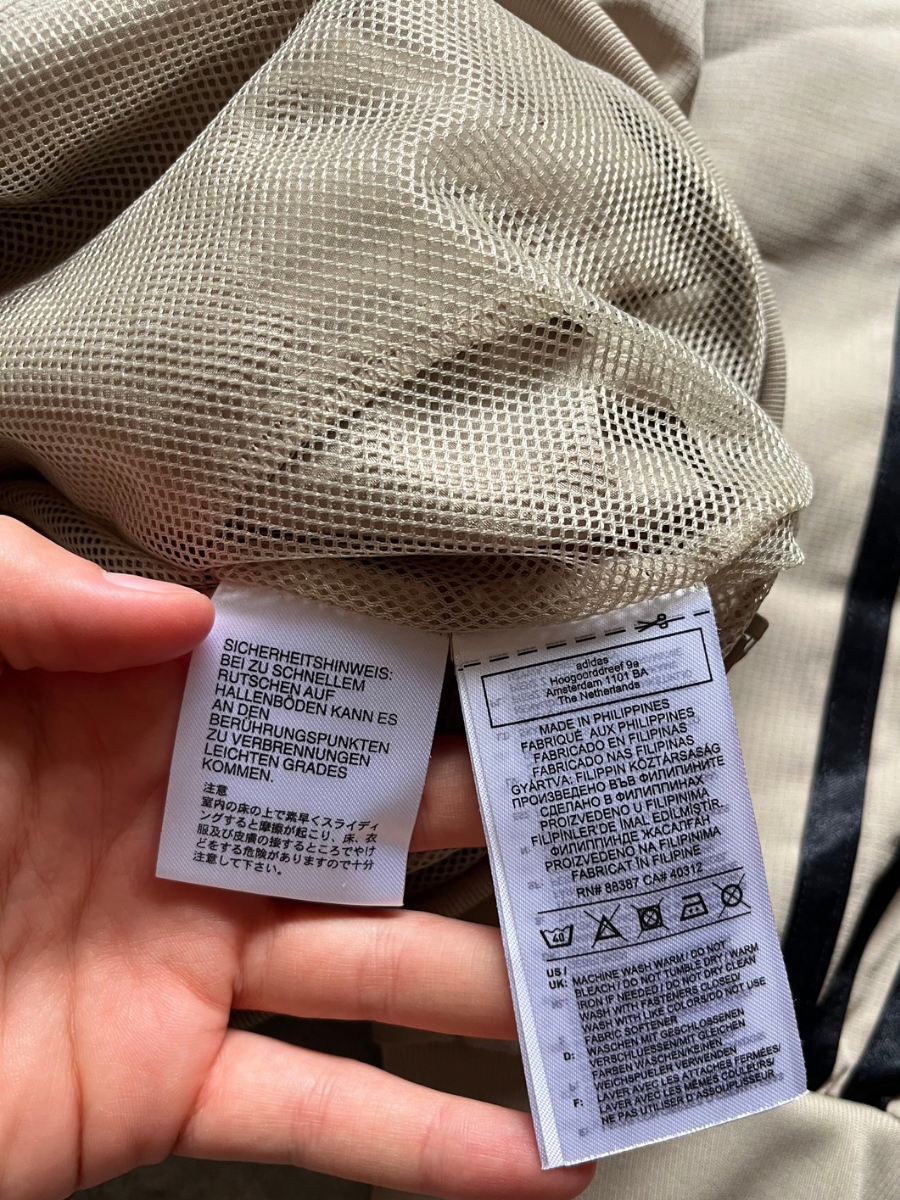 SICHERHEITSHINWEIS:
BEI ZU SCHNELLEM
RUTSCHEN AUF
HALLENBÖDEN KANN ES
AN DEN
BERÜHRUNGSPUNKTEN
ZU VERBRENNUNGEN
LEICHTEN GRADES
KOMMEN.
注意
室内の床の上で素早くスライディ
ングすると摩擦が起こり、床、衣
服及び皮膚の接するところでやけ
どをする危険がありますので十分
注意して下さい。
adidas
Hoogoorddreef 9a
Amsterdam 1101 BA
The Netherlands
MADE IN PHILIPPINES
FABRIQUÉ AUX PHILIPPINES
FABRICADO EN FILIPINAS
FABRICADO NAS FILIPINAS
GYÁRTVA: FILIPPIN KÖZTÁRSASÁG
ПРОИЗВЕДЕНО ВЪВ ФИЛИПИНИТЕ
СДЕЛАНО В ФИЛИППИНАХ
PROIZVEDENO U FILIPINIMA
FİLİPİNLER'DE İMAL EDİLMİŞTİR.
ФИЛИППИНДЕ ЖАСАЛҒАН
PROIZVEDENO NA FILIPINIMA
FABRICAT ÎN FILIPINE
RN# 88387 CA# 40312
40
US / UK: MACHINE WASH WARM / DO NOT
BLEACH / DO NOT TUMBLE DRY / WARM
IRON IF NEEDED / DO NOT DRY CLEAN
WASH WITH FASTENERS CLOSED/
WASH WITH LIKE COLORS/DO NOT USE
FABRIC SOFTENER
D: WASCHEN MIT GESCHLOSSENEN
VERSCHLUESSEN/MIT GLEICHEN
FARBEN WASCHEN/KEINEN
WEICHSPUELER VERWENDEN
F: LAVER AVEC LES ATTACHES FERMÉES/
LAVER AVEC LES MÊMES COULEURS/
NE PAS UTILISER D'ASSOUPLISSEUR